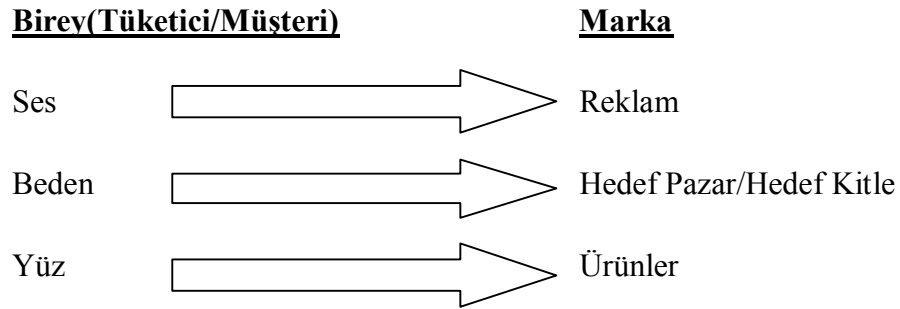 Birey(Tüketici/Müşteri) Marka
Ses Reklam
Beden Hedef Pazar/Hedef Kitle
Yüz Ürünler